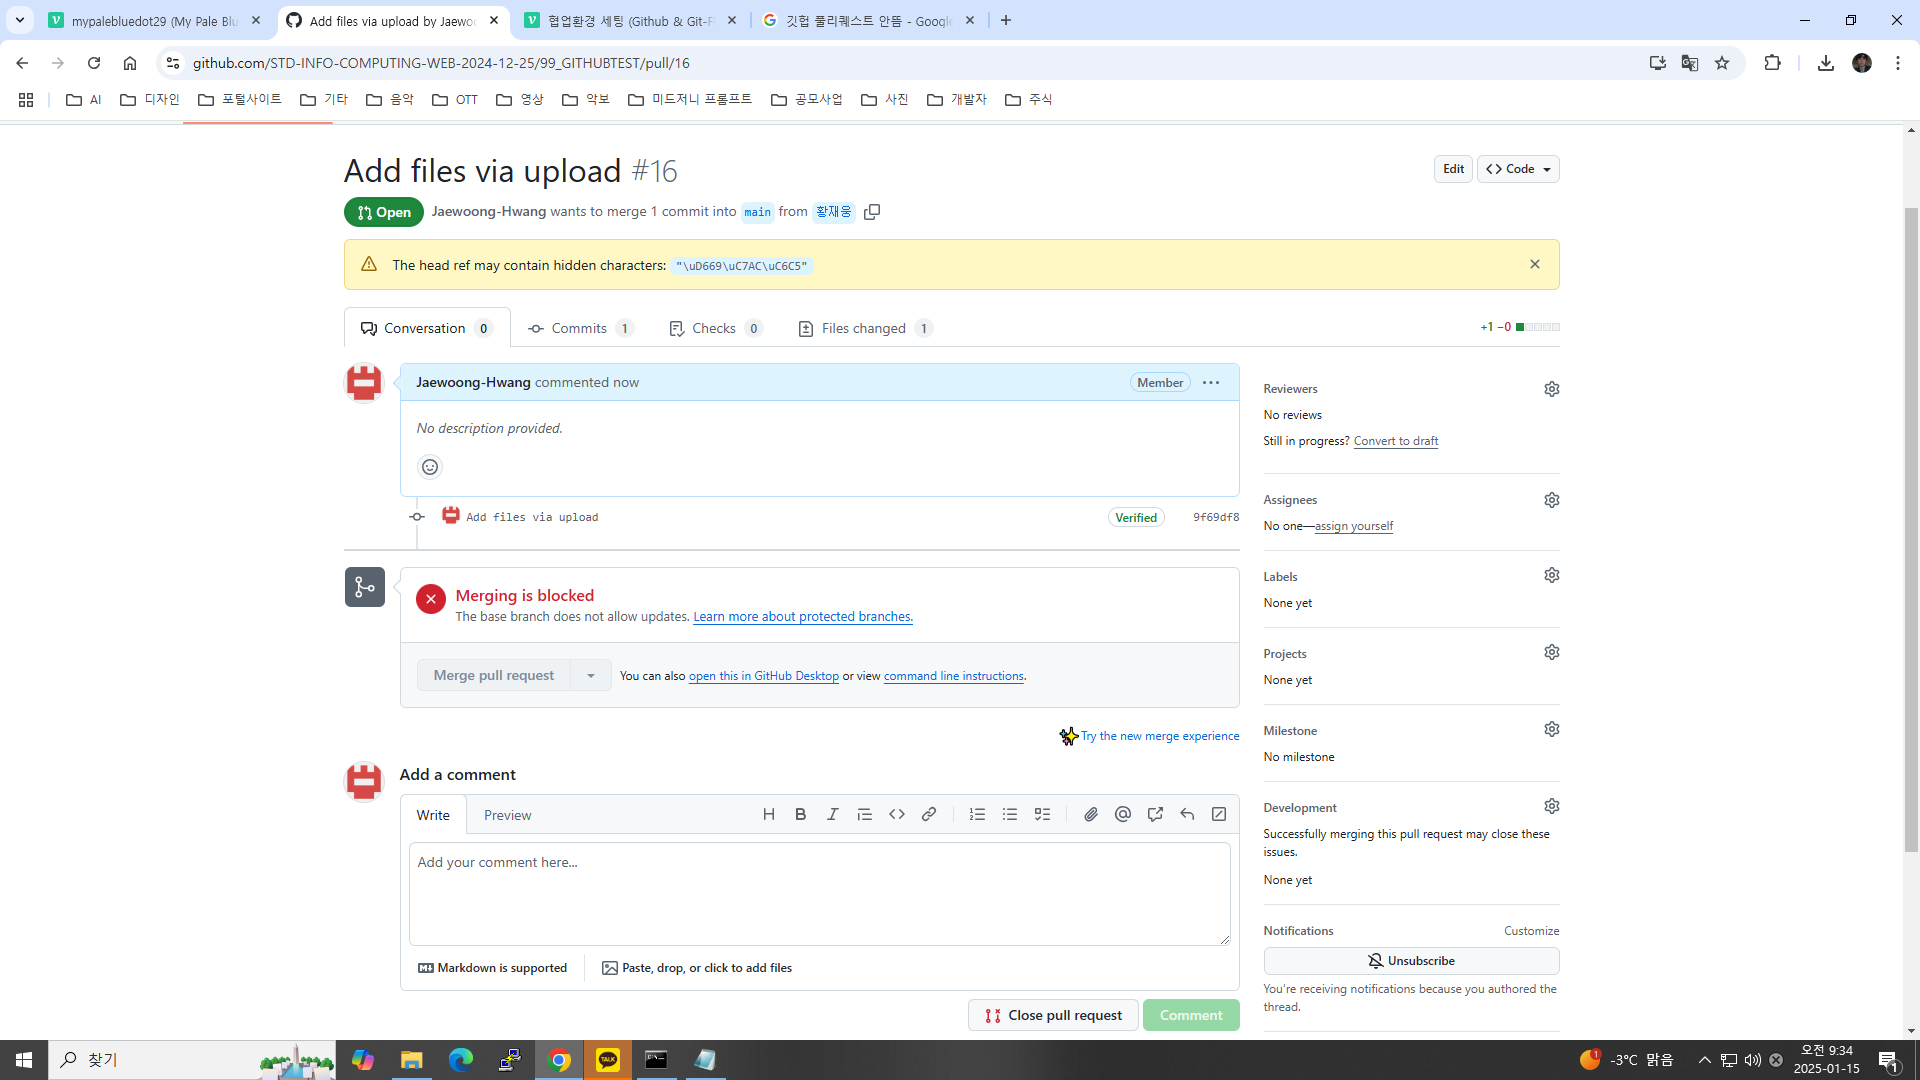 mypalebluedot29 (My Pale Blu
Add files via upload by Jaewoo
협업환경 세팅 (Github & Git-Fl
깃헙 풀리퀘스트 안뜸 - Google
github.com/STD-INFO-COMPUTING-WEB-2024-12-25/99_GITHUBTEST/pull/16
AI 디자인 포털사이트 기타 음악 OTT 영상 악보 미드저니 프롬프트 공모사업 사진 개발자 주식
Add files via upload #16
Edit
Code
Open
Jaewoong-Hwang wants to merge 1 commit into main from 황재웅
The head ref may contain hidden characters: "\uD669\uC7AC\uC6C5"
Conversation 0
Commits 1
Checks 0
Files changed 1
+1 −0
Jaewoong-Hwang commented now
Member
No description provided.
Add files via upload
Verified
9f69df8
Merging is blocked
The base branch does not allow updates. Learn more about protected branches.
Merge pull request
You can also open this in GitHub Desktop or view command line instructions.
Try the new merge experience
Add a comment
Write
Preview
H B I
Add your comment here...
Markdown is supported
Paste, drop, or click to add files
Close pull request
Comment
Reviewers
No reviews
Still in progress? Convert to draft
Assignees
No one—assign yourself
Labels
None yet
Projects
None yet
Milestone
No milestone
Development
Successfully merging this pull request may close these
issues.
None yet
Notifications
Customize
Unsubscribe
You're receiving notifications because you authored the
thread.
찾기
TALK
1
-3°C 맑음
오전 9:34
2025-01-15
1